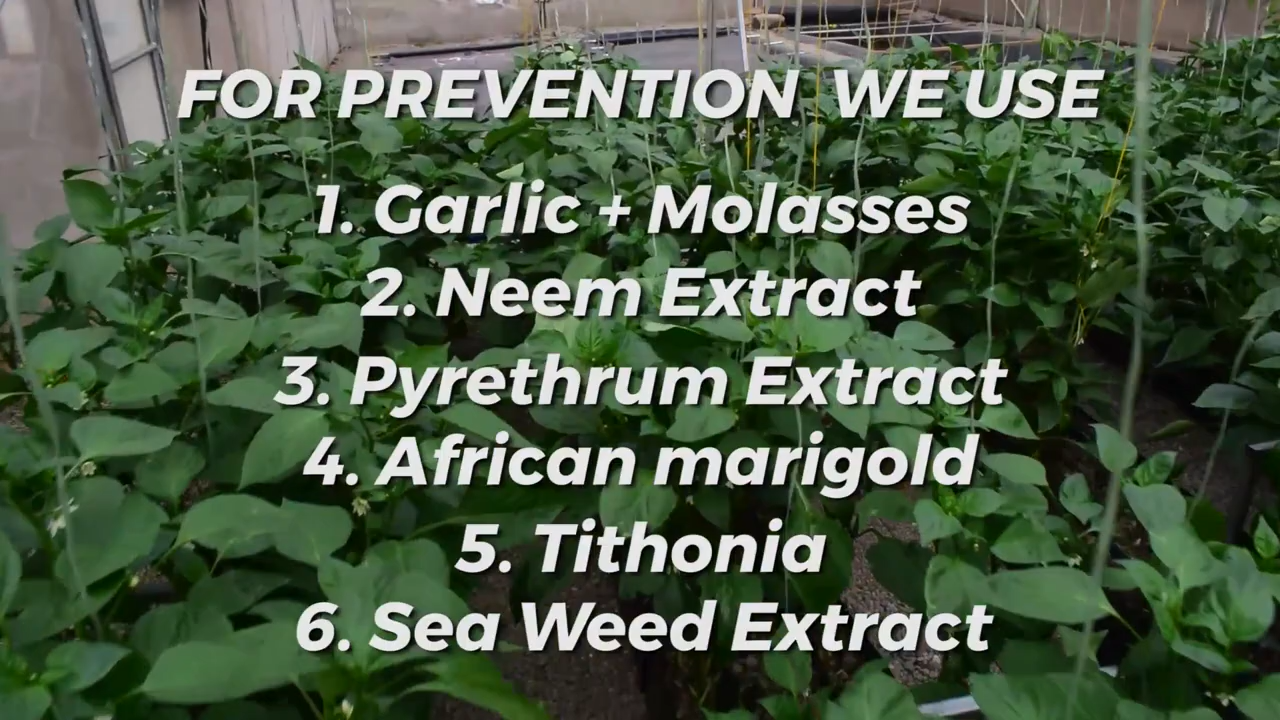 FOR PREVENTION WE USE
1. Garlic + Molasses
2. Neem Extract
3. Pyrethrum Extract
4. African marigold
5. Tithonia
6. Sea Weed Extract